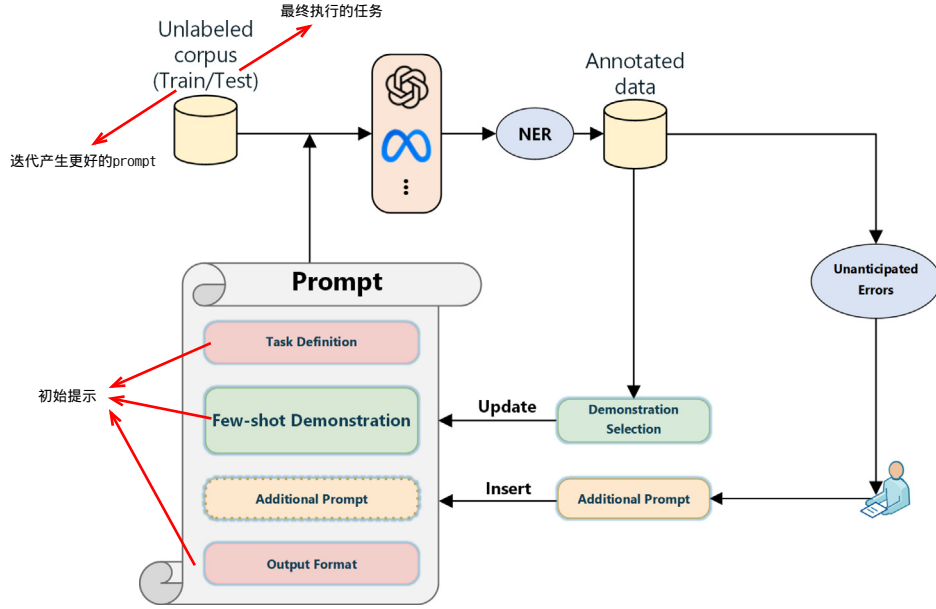 最终执行的任务
Unlabeled
corpus
(Train/Test)
迭代产生更好的prompt
NER
Annotated
data
Unanticipated
Errors
Prompt
Task Definition
初始提示
Few-shot Demonstration
Update
Demonstration
Selection
Additional Prompt
Insert
Additional Prompt
Output Format